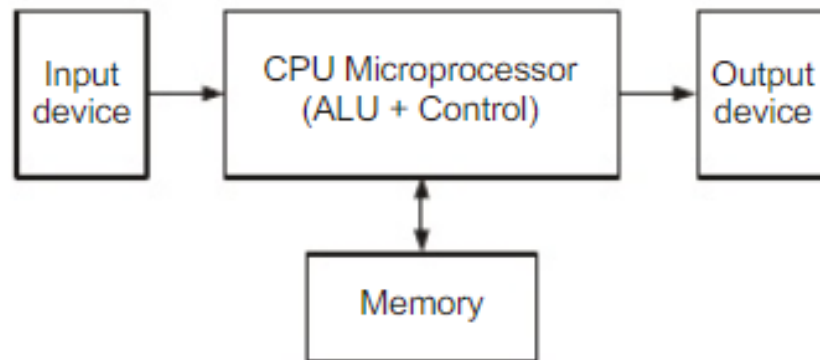 Input
device
CPU Microprocessor
(ALU + Control)
Output
device
Memory